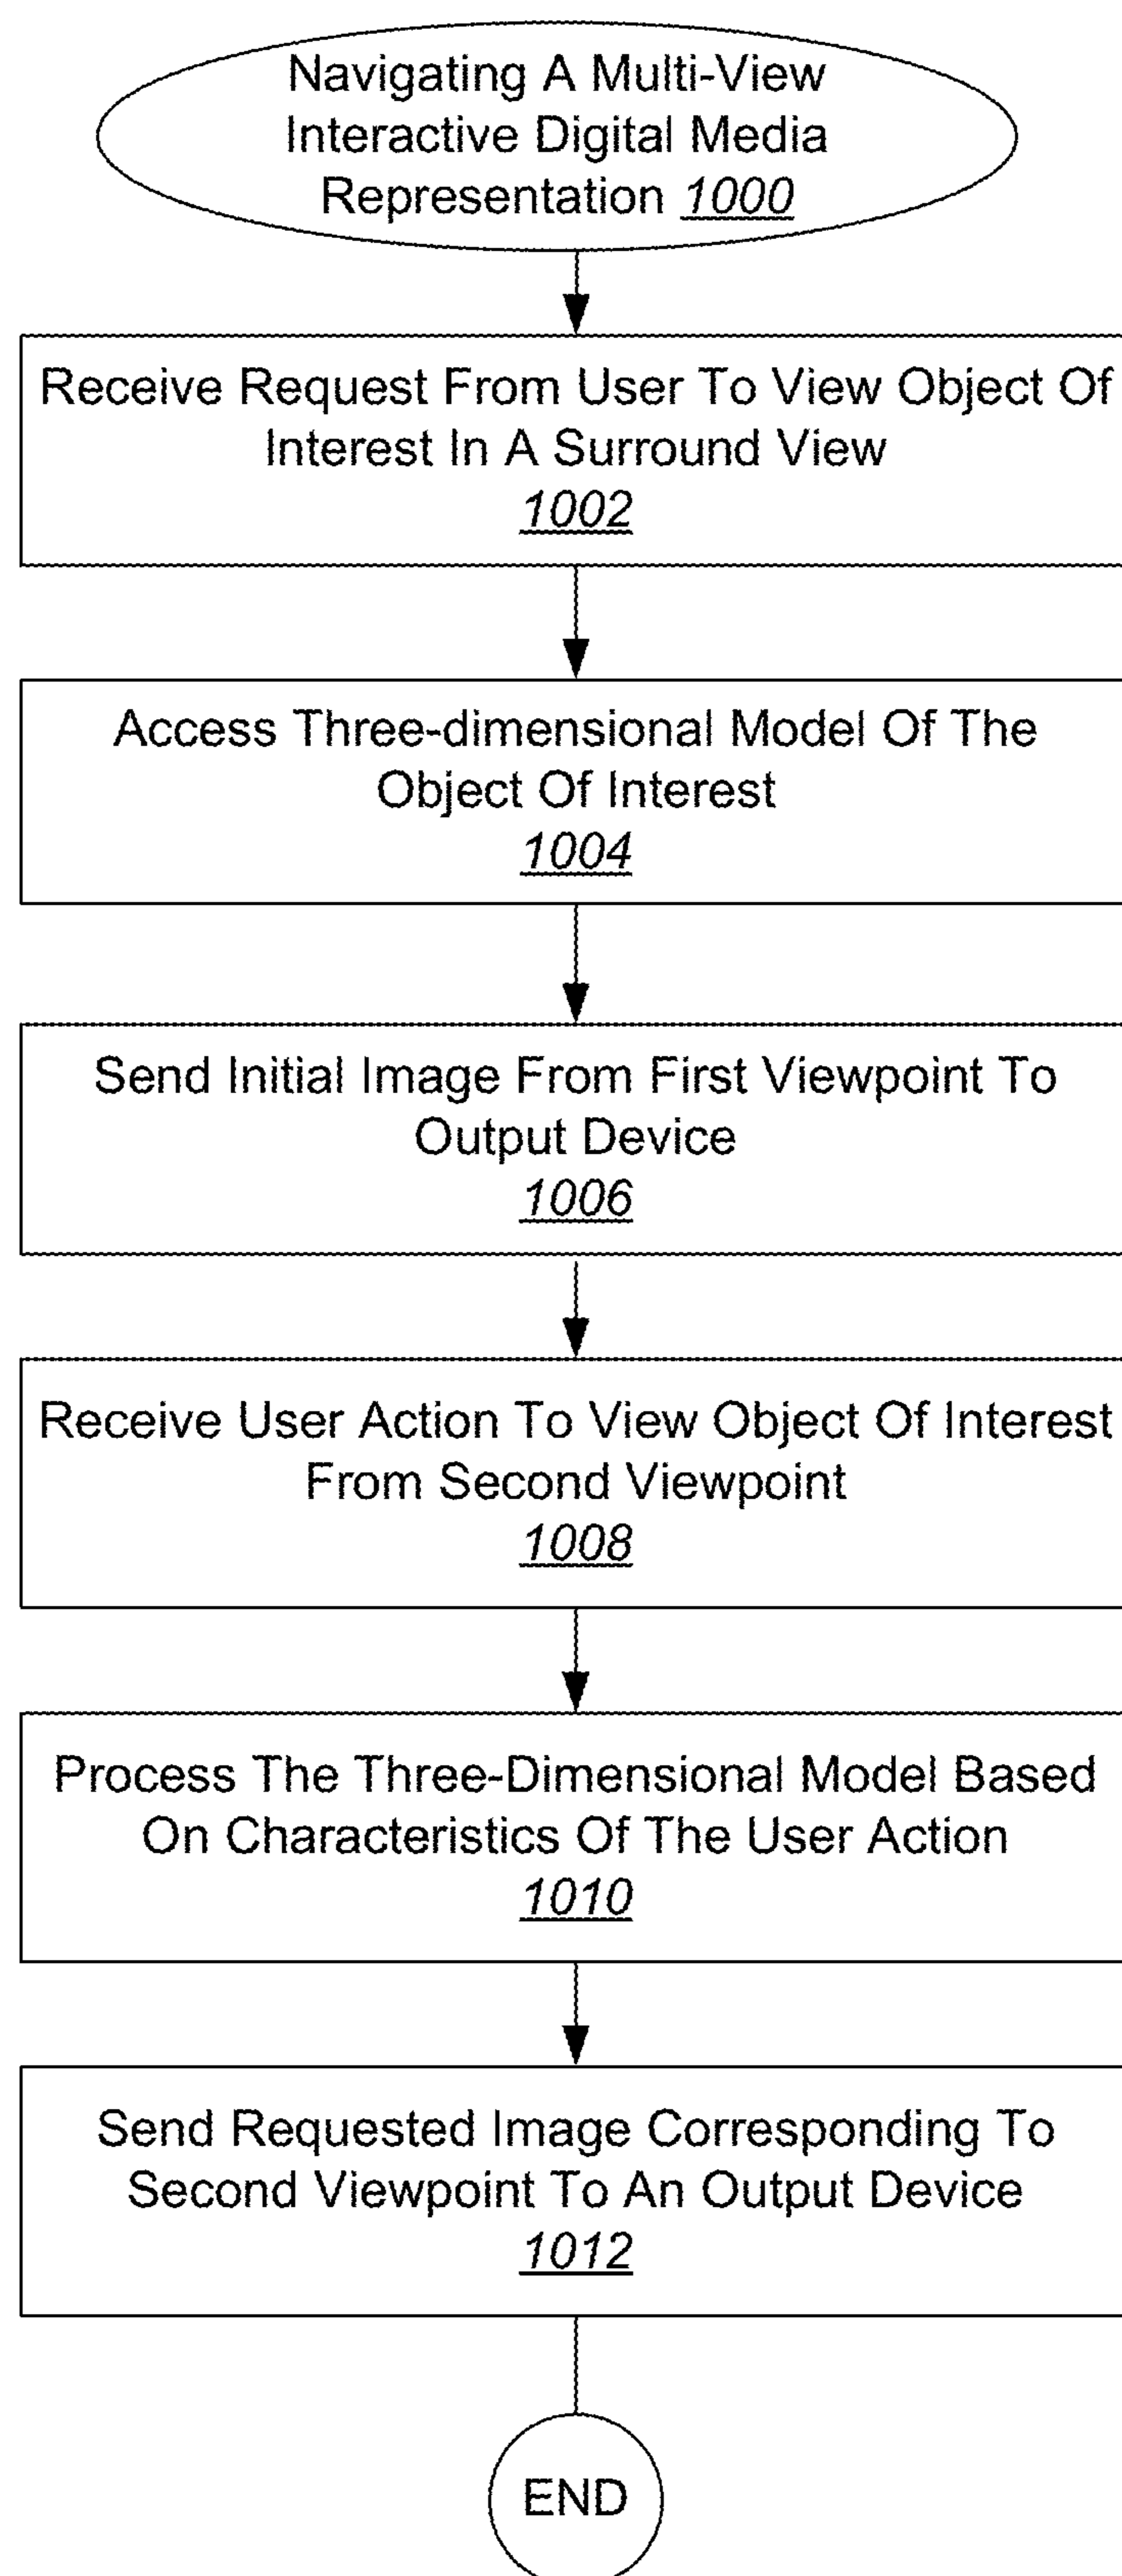 Navigating A Multi-View
Interactive Digital Media
Representation 1000
Receive Request From User To View Object Of
Interest In A Surround View
1002
Access Three-dimensional Model Of The
Object Of Interest
1004
Send Initial Image From First Viewpoint To
Output Device
1006
Receive User Action To View Object Of Interest
From Second Viewpoint
1008
Process The Three-Dimensional Model Based
On Characteristics Of The User Action
1010
Send Requested Image Corresponding To
Second Viewpoint To An Output Device
1012
END